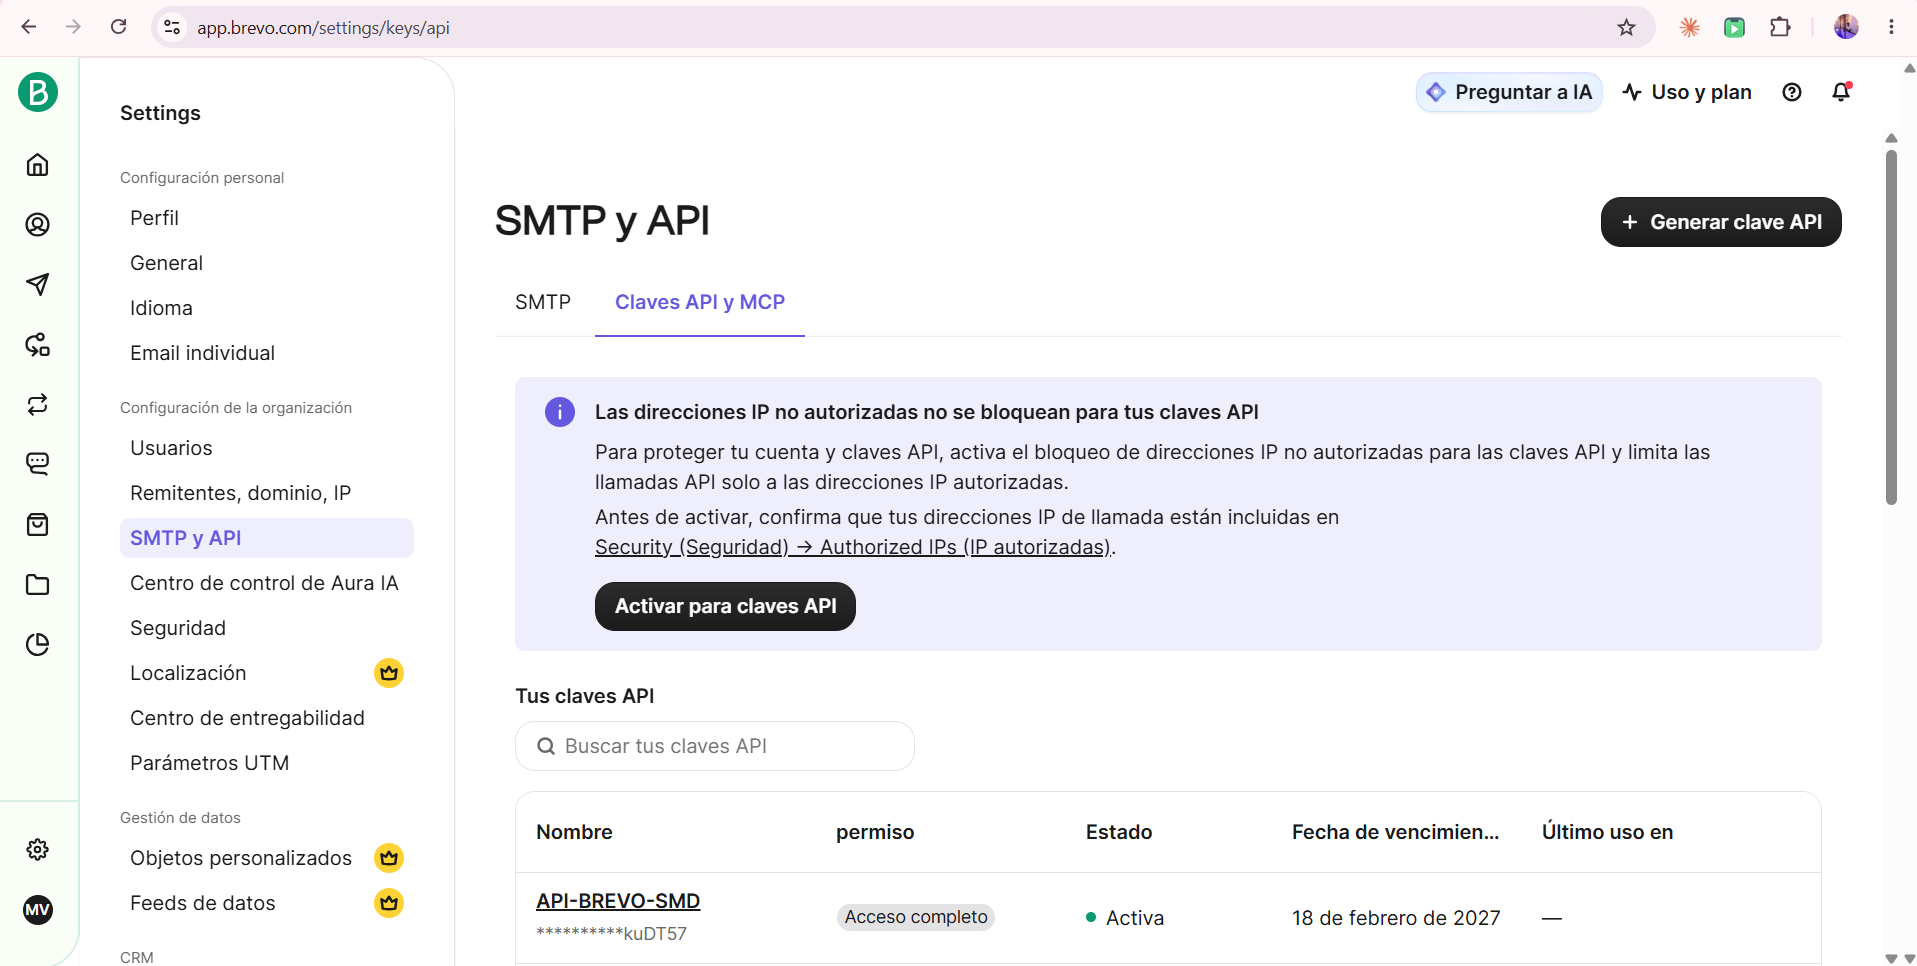 app.brevo.com/settings/keys/api
B
Settings
Preguntar a IA
Uso y plan
Configuración personal
Perfil
General
Idioma
Email individual
Configuración de la organización
Usuarios
Remitentes, dominio, IP
SMTP y API
Centro de control de Aura IA
Seguridad
Localización
Centro de entregabilidad
Parámetros UTM
Gestión de datos
Objetos personalizados
Feeds de datos
CRM
MV
SMTP y API
+ Generar clave API
SMTP
Claves API y MCP
Las direcciones IP no autorizadas no se bloquean para tus claves API
Para proteger tu cuenta y claves API, activa el bloqueo de direcciones IP no autorizadas para las claves API y limita las
llamadas API solo a las direcciones IP autorizadas.
Antes de activar, confirma que tus direcciones IP de llamada están incluidas en
Security (Seguridad) → Authorized IPs (IP autorizadas).
Activar para claves API
Tus claves API
Buscar tus claves API
Nombre permiso Estado Fecha de vencimien... Último uso en
API-BREVO-SMD
**********kuDT57
Acceso completo
Activa
18 de febrero de 2027
—